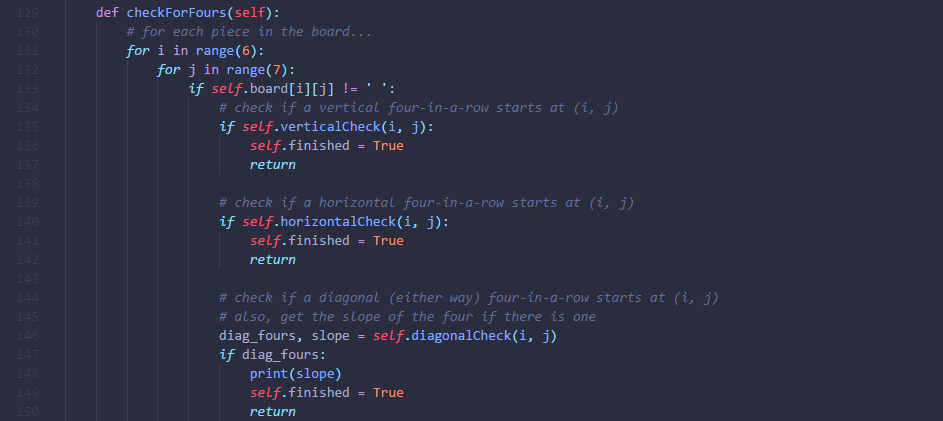 129 def checkForFours(self):
130 # for each piece in the board...
131 for i in range(6):
132 for j in range(7):
133 if self.board[i][j] != ' ':
134 # check if a vertical four-in-a-row starts at (i, j)
135 if self.verticalCheck(i, j):
136 self.finished = True
137 return
138
139 # check if a horizontal four-in-a-row starts at (i, j)
140 if self.horizontalCheck(i, j):
141 self.finished = True
142 return
143
144 # check if a diagonal (either way) four-in-a-row starts at (i, j)
145 # also, get the slope of the four if there is one
146 diag_fours, slope = self.diagonalCheck(i, j)
147 if diag_fours:
148 print(slope)
149 self.finished = True
150 return